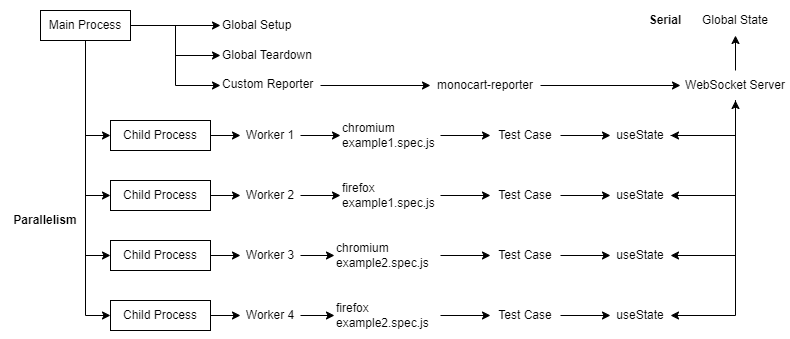 Main Process
Global Setup
Serial
Global State
Global Teardown
Custom Reporter
monocart-reporter
WebSocket Server
Child Process
Worker 1
chromium
example1.spec.js
Test Case
useState
Child Process
Worker 2
firefox
example1.spec.js
Test Case
useState
Parallelism
Child Process
Worker 3
chromium
example2.spec.js
Test Case
useState
Child Process
Worker 4
firefox
example2.spec.js
Test Case
useState